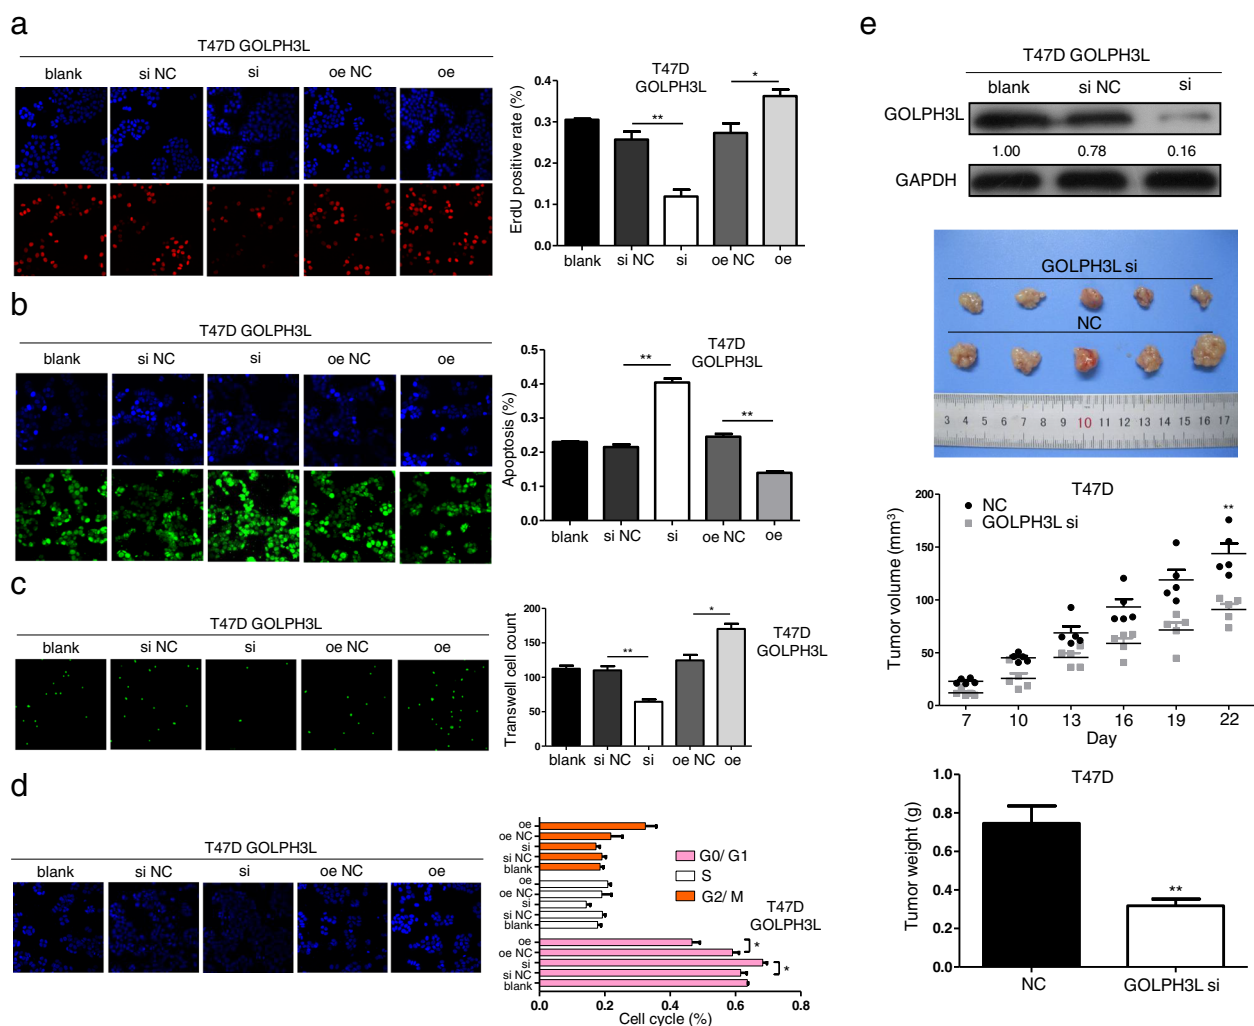 a
T47D GOLPH3L
blank si NC si oe NC oe
T47D
GOLPH3L
ErdU positive rate (%)
0.4
0.3
0.2
0.1
0.0
** *
blank si NC si oe NC oe
b
T47D GOLPH3L
blank si NC si oe NC oe
T47D
GOLPH3L
Apoptosis (%)
0.5
0.4
0.3
0.2
0.1
0.0
** **
blank si NC si oe NC oe
c
T47D GOLPH3L
blank si NC si oe NC oe
T47D
GOLPH3L
Transwell cell count
200
150
100
50
0
** *
blank si NC si oe NC oe
d
T47D GOLPH3L
blank si NC si oe NC oe
oe
oe NC
si
si NC
blank
oe
oe NC
si
si NC
blank
oe
oe NC
si
si NC
blank
G0/ G1
S
G2/ M
T47D
GOLPH3L
*
*
0.0 0.2 0.4 0.6 0.8
Cell cycle (%)
e
T47D GOLPH3L
blank si NC si
GOLPH3L
1.00 0.78 0.16
GAPDH
GOLPH3L si
NC
3 4 5 6 7 8 9 10 11 12 13 14 15 16 17
T47D
NC
GOLPH3L si
**
Tumor volume (mm³)
200
150
100
50
0
7 10 13 16 19 22
Day
T47D
Tumor weight (g)
1.0
0.8
0.6
0.4
0.2
0.0
**
NC GOLPH3L si